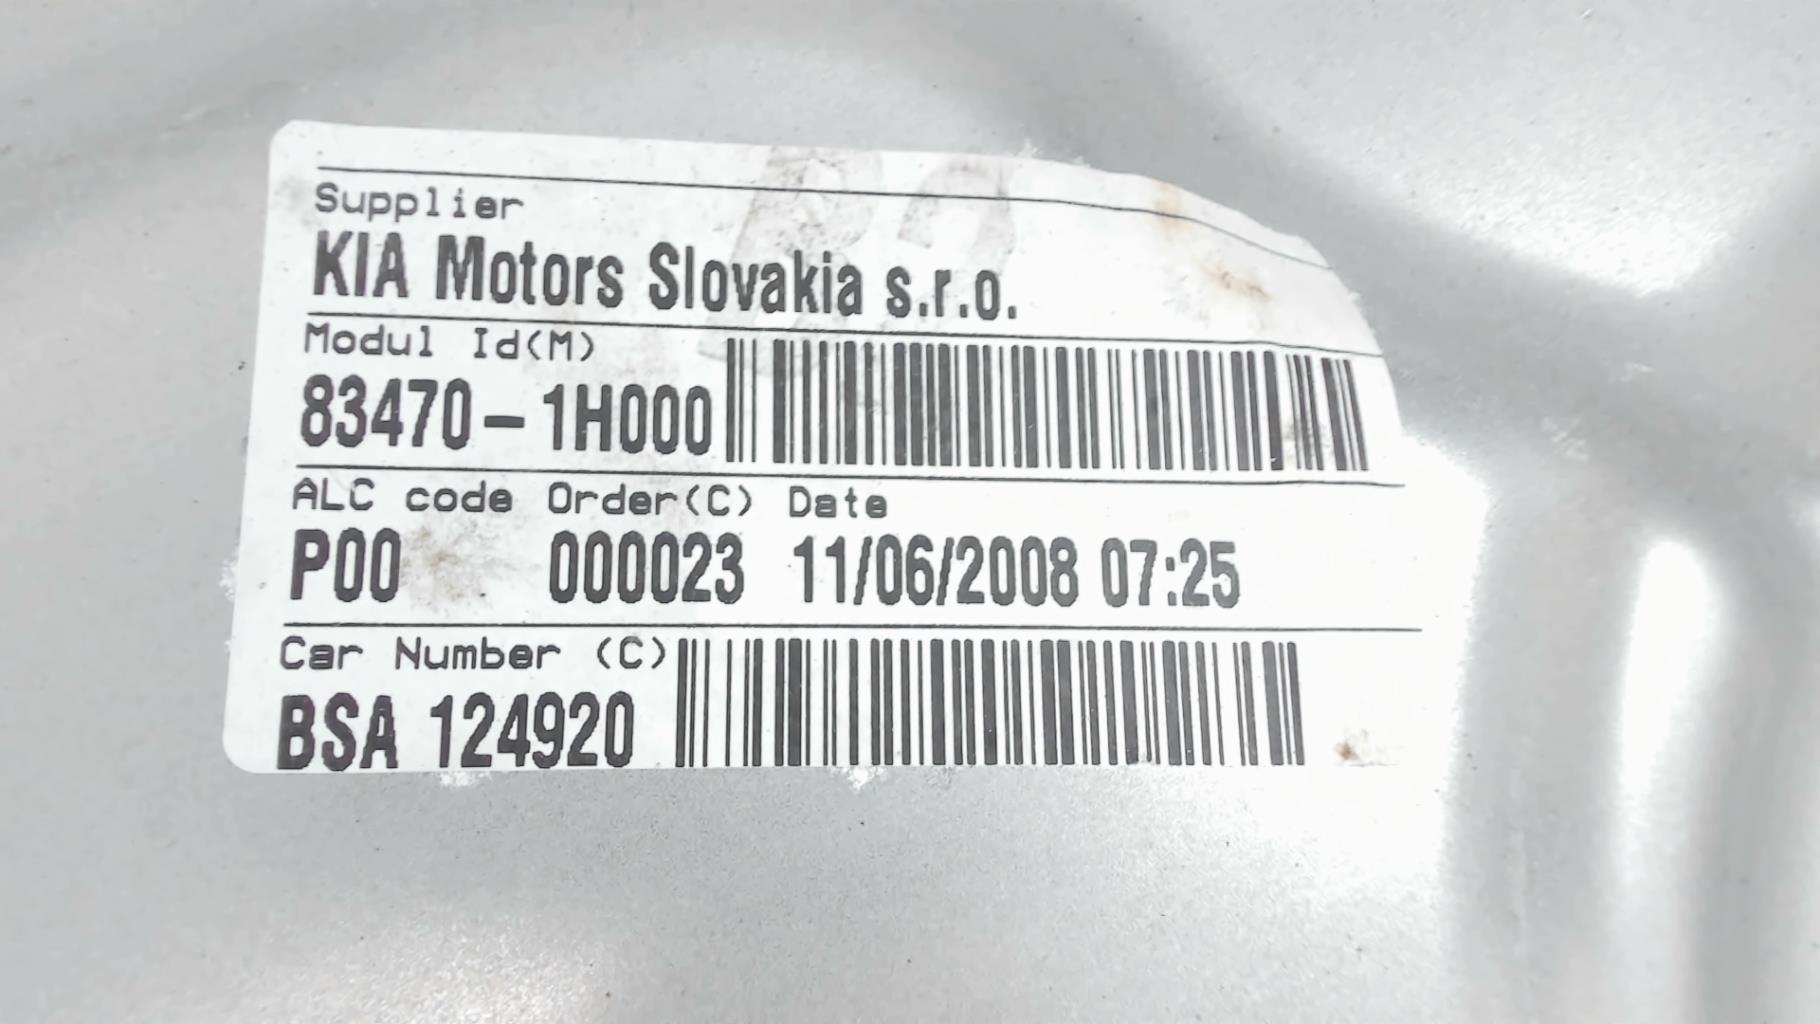 Supplier
KIA Motors Slovakia s.r.o.
Modul Id(M)
83470-1H000
ALC code Order(C) Date
P00 000023 11/06/2008 07:25
Car Number (C)
BSA 124920